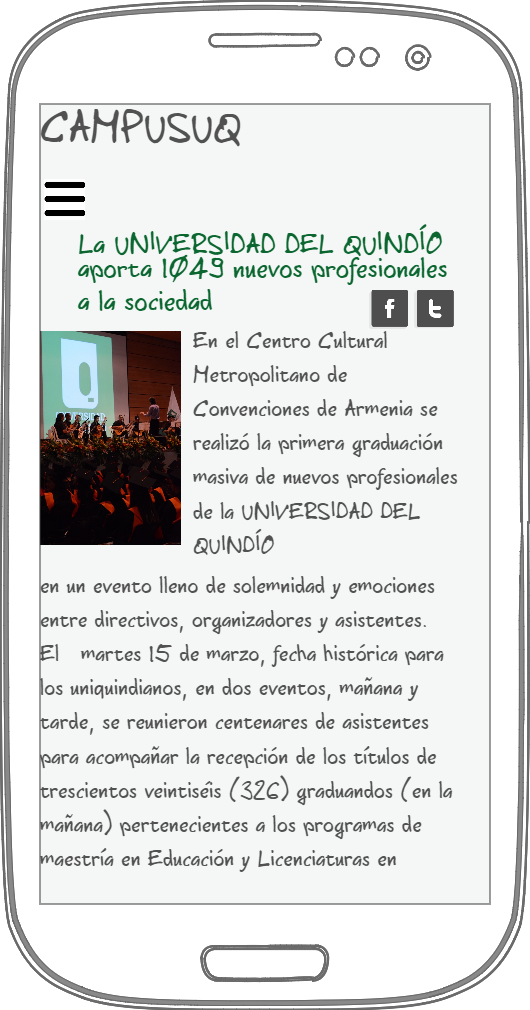 CAMPUSUQ
La UNIVERSIDAD DEL QUINDÍO
aporta 1049 nuevos profesionales
a la sociedad
f t
Q
En el Centro Cultural
Metropolitano de
Convenciones de Armenia se
realizó la primera graduación
masiva de nuevos profesionales
de la UNIVERSIDAD DEL
QUINDÍO
en un evento lleno de solemnidad y emociones
entre directivos, organizadores y asistentes.
El martes 15 de marzo, fecha histórica para
los uniquindianos, en dos eventos, mañana y
tarde, se reunieron centenares de asistentes
para acompañar la recepción de los títulos de
trescientos veintiséis (326) graduandos (en la
mañana) pertenecientes a los programas de
maestría en Educación y Licenciaturas en